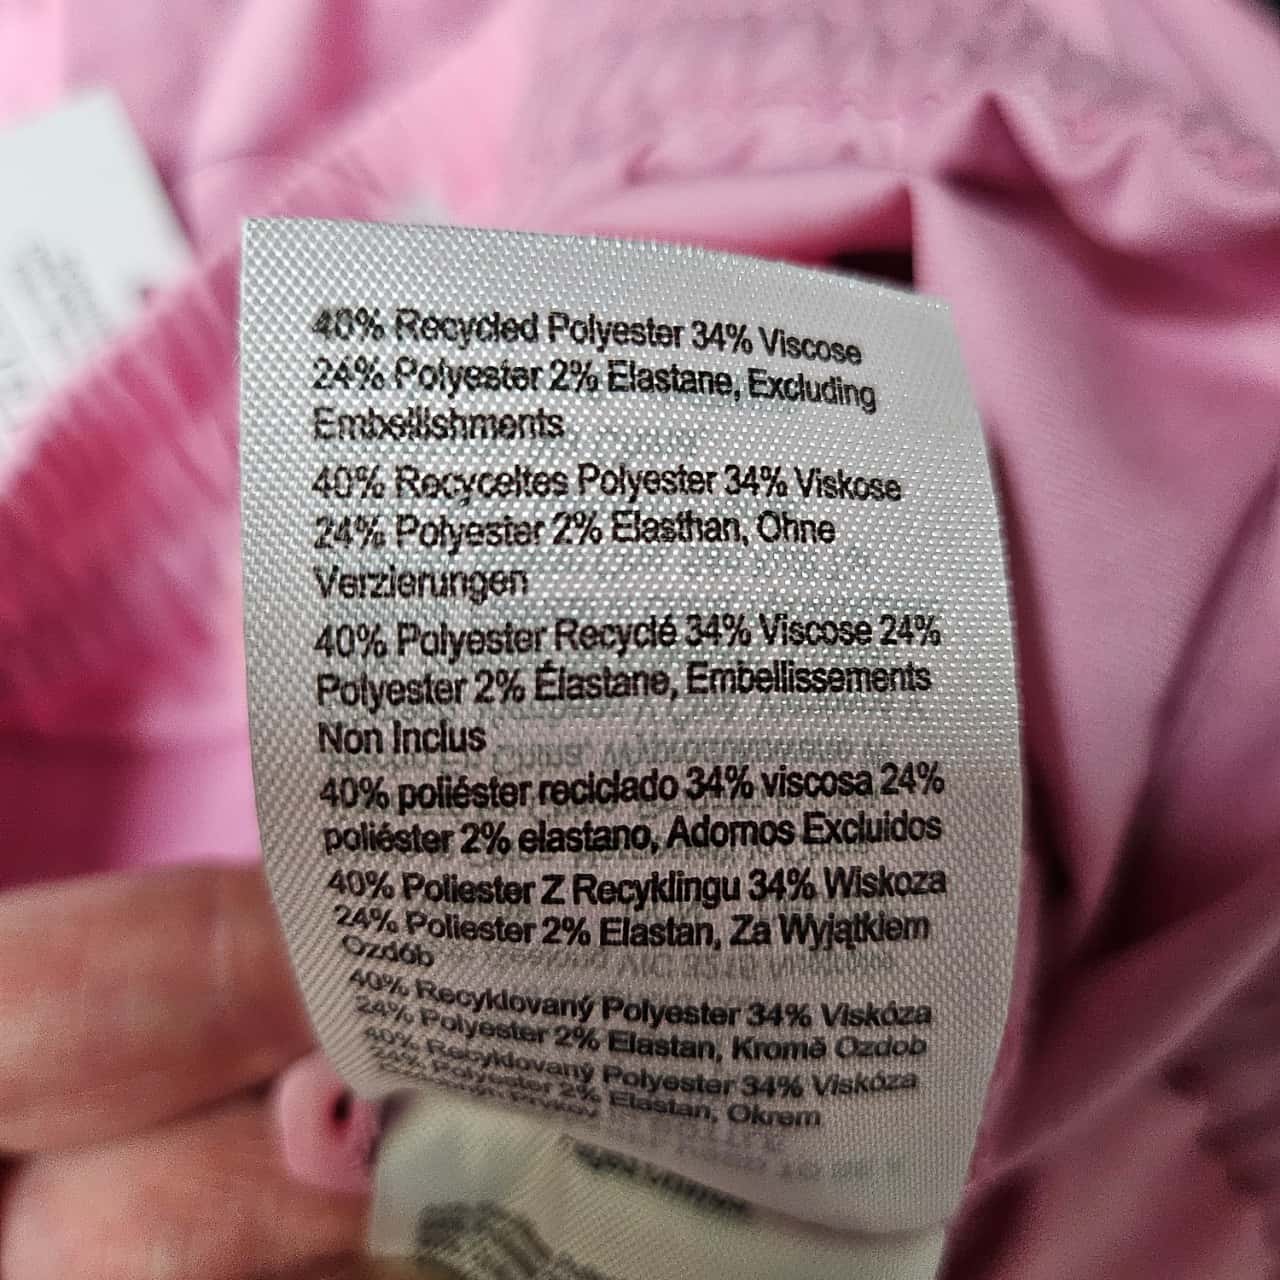 40% Recycled Polyester 34% Viscose
24% Polyester 2% Elastane, Excluding
Embellishments
40% Recyceltes Polyester 34% Viskose
24% Polyester 2% Elasthan, Ohne
Verzierungen
40% Polyester Recyclé 34% Viscose 24%
Polyester 2% Élastane, Embellissements
Non Inclus
40% poliéster reciclado 34% viscosa 24%
poliéster 2% elastano, Adornos Excluidos
40% Poliester Z Recyklingu 34% Wiskoza
24% Poliester 2% Elastan, Za Wyjątkiem
Ozdób
40% Recyklovaný Polyester 34% Viskóza
24% Polyester 2% Elastan, Kromě Ozdob
40% Recyklovaný Polyester 34% Viskóza
24% Polyester 2% Elastan, Okrem